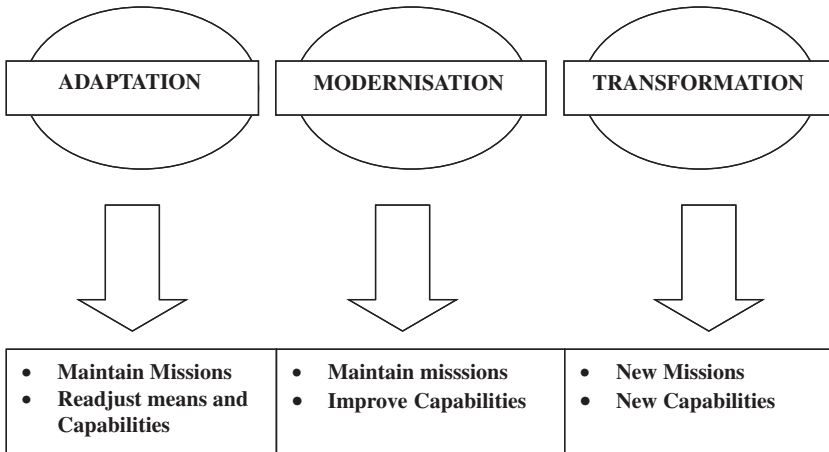 ADAPTATION
MODERNISATION
TRANSFORMATION
• Maintain Missions
• Readjust means and
Capabilities
• Maintain misssions
• Improve Capabilities
• New Missions
• New Capabilities